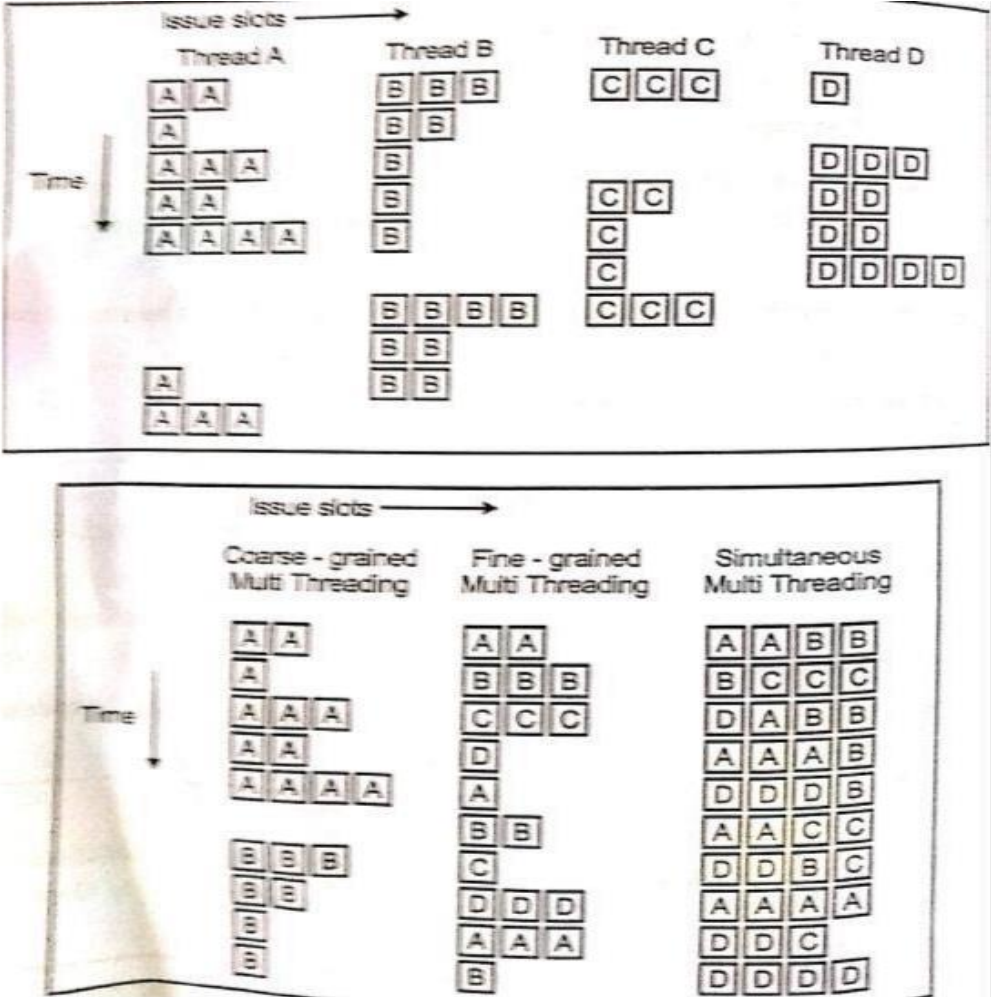 Issue slots
Thread A Thread B Thread C Thread D
A A B B B C C C D
A B B
A A A B D D D
Time
A A B C C D D
A A A A B C D D
C D D D D
B B B B C C C
B B
A B B
A A A
Issue slots
Coarse - grained Fine - grained Simultaneous
Multi Threading Multi Threading Multi Threading
A A A A A A B B
A B B B B C C C
A A A C C C D A B B
Time
A A D A A A B
A A A A A D D D B
B B A A C C
B B B C D D B C
B B D D D A A A A
B A A A D D C
B B D D D D